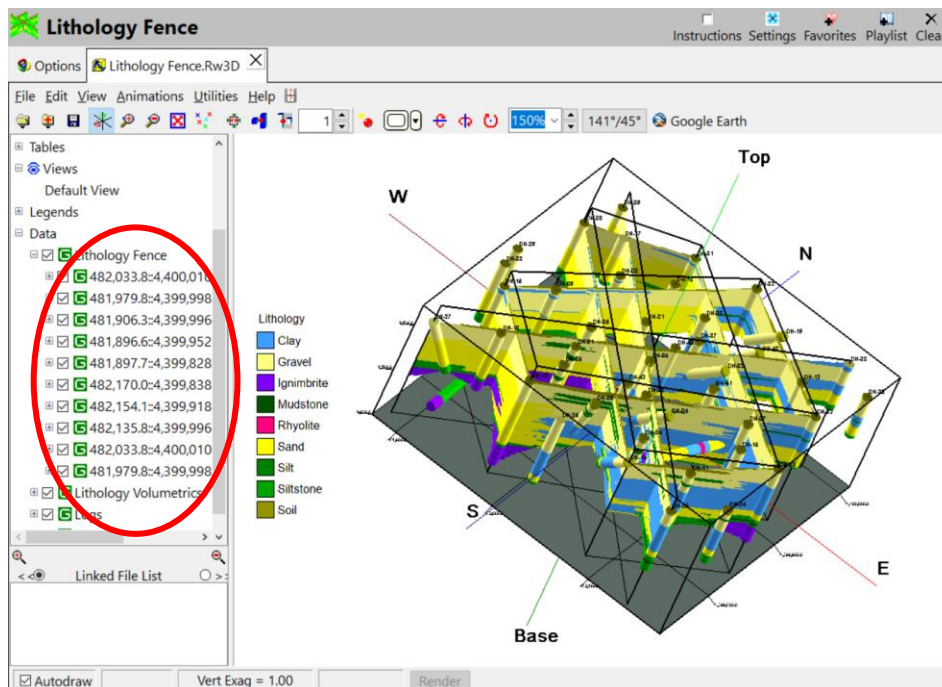 Lithology Fence
Instructions Settings Favorites Playlist Clea
Options Lithology Fence.Rw3D
File Edit View Animations Utilities Help
1 150% 141°/45° Google Earth
Tables
Views
Default View
Legends
Data
Lithology Fence
482,033.8::4,400,010
481,979.8::4,399,998
481,906.3::4,399,996
481,896.6::4,399,952
481,897.7::4,399,828
482,170.0::4,399,838
482,154.1::4,399,918
482,135.8::4,399,996
482,033.8::4,400,010
481,979.8::4,399,998
Lithology Volumetrics
Logs
Linked File List
Autodraw Vert Exag = 1.00 Render
Lithology
Clay
Gravel
Ignimbrite
Mudstone
Rhyolite
Sand
Silt
Siltstone
Soil
Top
W
N
S
E
Base